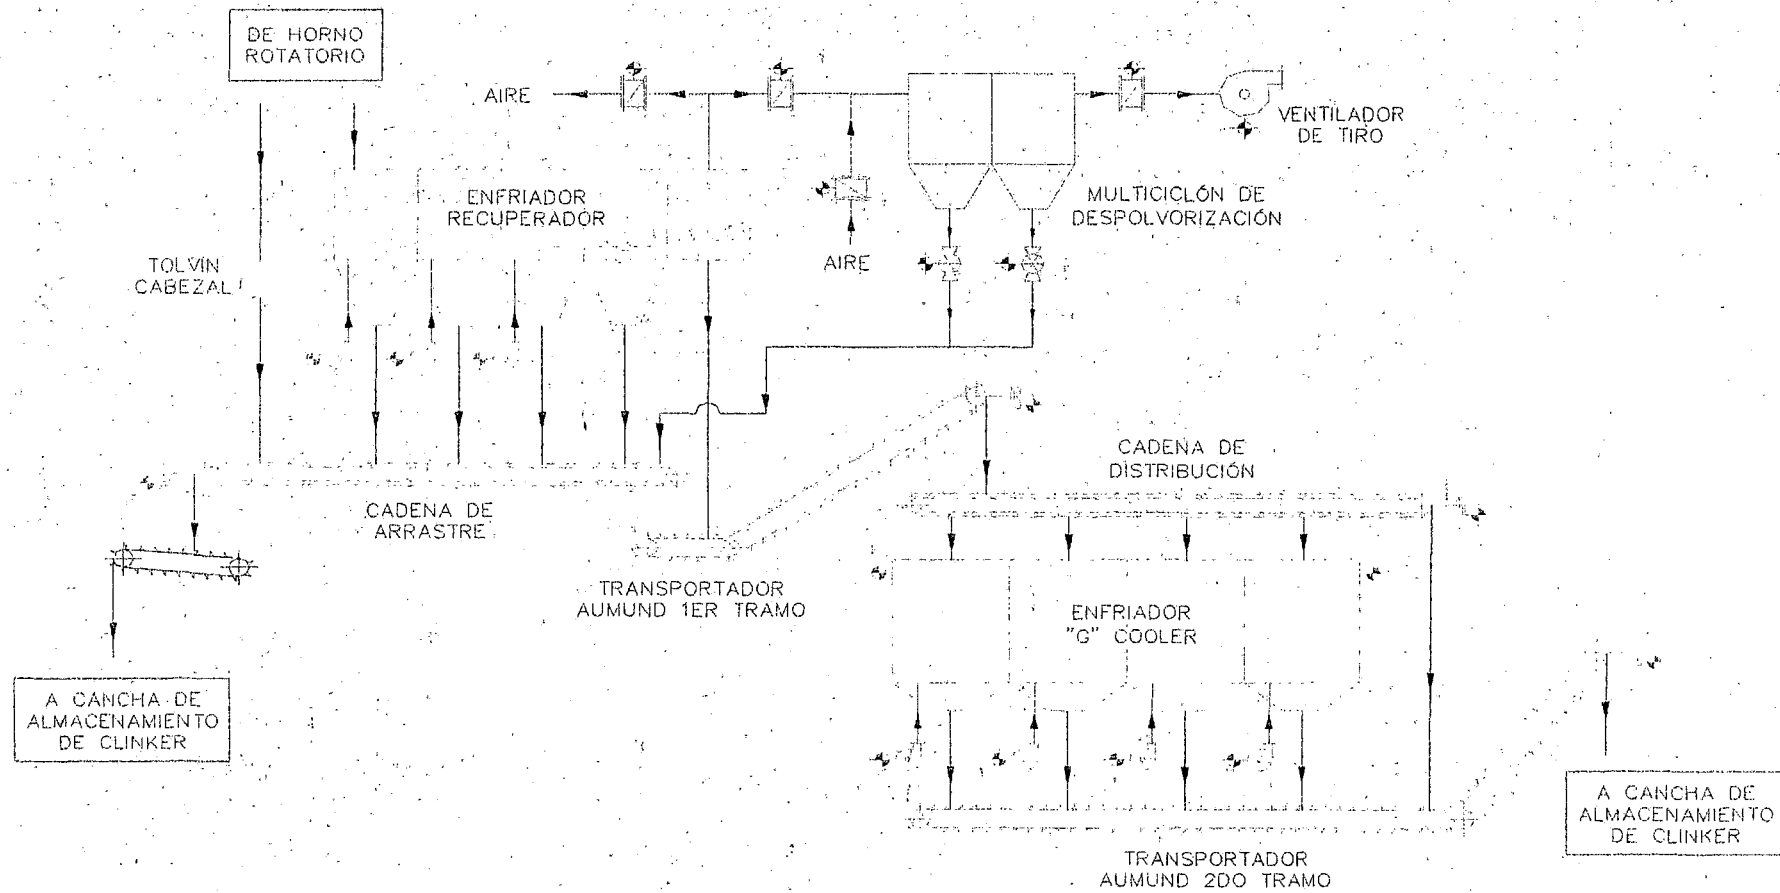 DE HORNO
ROTATORIO
AIRE
VENTILADOR
DE TIRO
ENFRIADOR
RECUPERADOR
MULTICICLÓN DE
DESPOLVORIZACIÓN
AIRE
TOLVÍN
CABEZAL
CADENA DE
DISTRIBUCIÓN
CADENA DE
ARRASTRE
TRANSPORTADOR
AUMUND 1ER TRAMO
ENFRIADOR
"G" COOLER
A CANCHA DE
ALMACENAMIENTO
DE CLINKER
A CANCHA DE
ALMACENAMIENTO
DE CLINKER
TRANSPORTADOR
AUMUND 2DO TRAMO